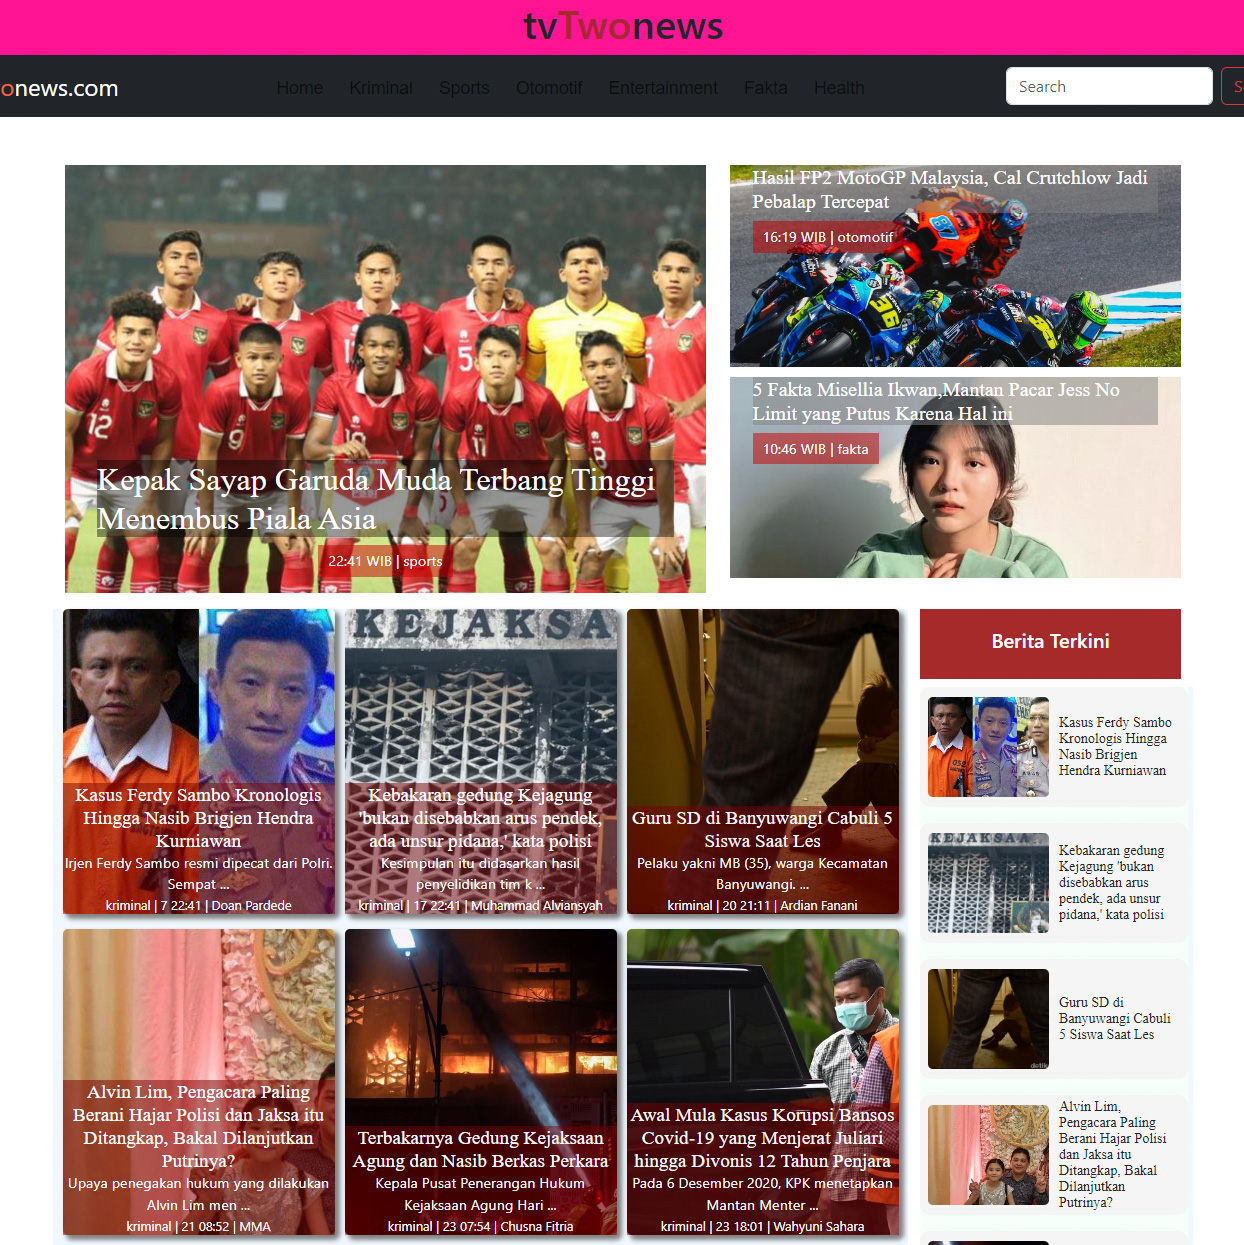 tvTwonews
onews.com
Home Kriminal Sports Otomotif Entertainment Fakta Health
Search
S
Hasil FP2 MotoGP Malaysia, Cal Crutchlow Jadi
Pebalap Tercepat
16:19 WIB | otomotif
36
5
12
9
8
Kepak Sayap Garuda Muda Terbang Tinggi
Menembus Piala Asia
22:41 WIB | sports
5 Fakta Misellia Ikwan,Mantan Pacar Jess No
Limit yang Putus Karena Hal ini
10:46 WIB | fakta
KEJAKSA
Kasus Ferdy Sambo Kronologis
Hingga Nasib Brigjen Hendra
Kurniawan
Irjen Ferdy Sambo resmi dipecat dari Polri.
Sempat ...
kriminal | 7 22:41 | Doan Pardede
Kebakaran gedung Kejagung
'bukan disebabkan arus pendek,
ada unsur pidana,' kata polisi
Kesimpulan itu didasarkan hasil
penyelidikan tim k ...
kriminal | 17 22:41 | Muhammad Alviansyah
Guru SD di Banyuwangi Cabuli 5
Siswa Saat Les
Pelaku yakni MB (35), warga Kecamatan
Banyuwangi. ...
kriminal | 20 21:11 | Ardian Fanani
Alvin Lim, Pengacara Paling
Berani Hajar Polisi dan Jaksa itu
Ditangkap, Bakal Dilanjutkan
Putrinya?
Upaya penegakan hukum yang dilakukan
Alvin Lim men ...
kriminal | 21 08:52 | MMA
Terbakarnya Gedung Kejaksaan
Agung dan Nasib Berkas Perkara
Kepala Pusat Penerangan Hukum
Kejaksaan Agung Hari ...
kriminal | 23 07:54 | Chusna Fitria
Awal Mula Kasus Korupsi Bansos
Covid-19 yang Menjerat Juliari
hingga Divonis 12 Tahun Penjara
Pada 6 Desember 2020, KPK menetapkan
Mantan Menter ...
kriminal | 23 18:01 | Wahyuni Sahara
Berita Terkini
Kasus Ferdy Sambo
Kronologis Hingga
Nasib Brigjen
Hendra Kurniawan
KEJAKSAA
Kebakaran gedung
Kejagung 'bukan
disebabkan arus
pendek, ada unsur
pidana,' kata polisi
Guru SD di
Banyuwangi Cabuli
5 Siswa Saat Les
detik
Alvin Lim,
Pengacara Paling
Berani Hajar Polisi
dan Jaksa itu
Ditangkap, Bakal
Dilanjutkan
Putrinya?